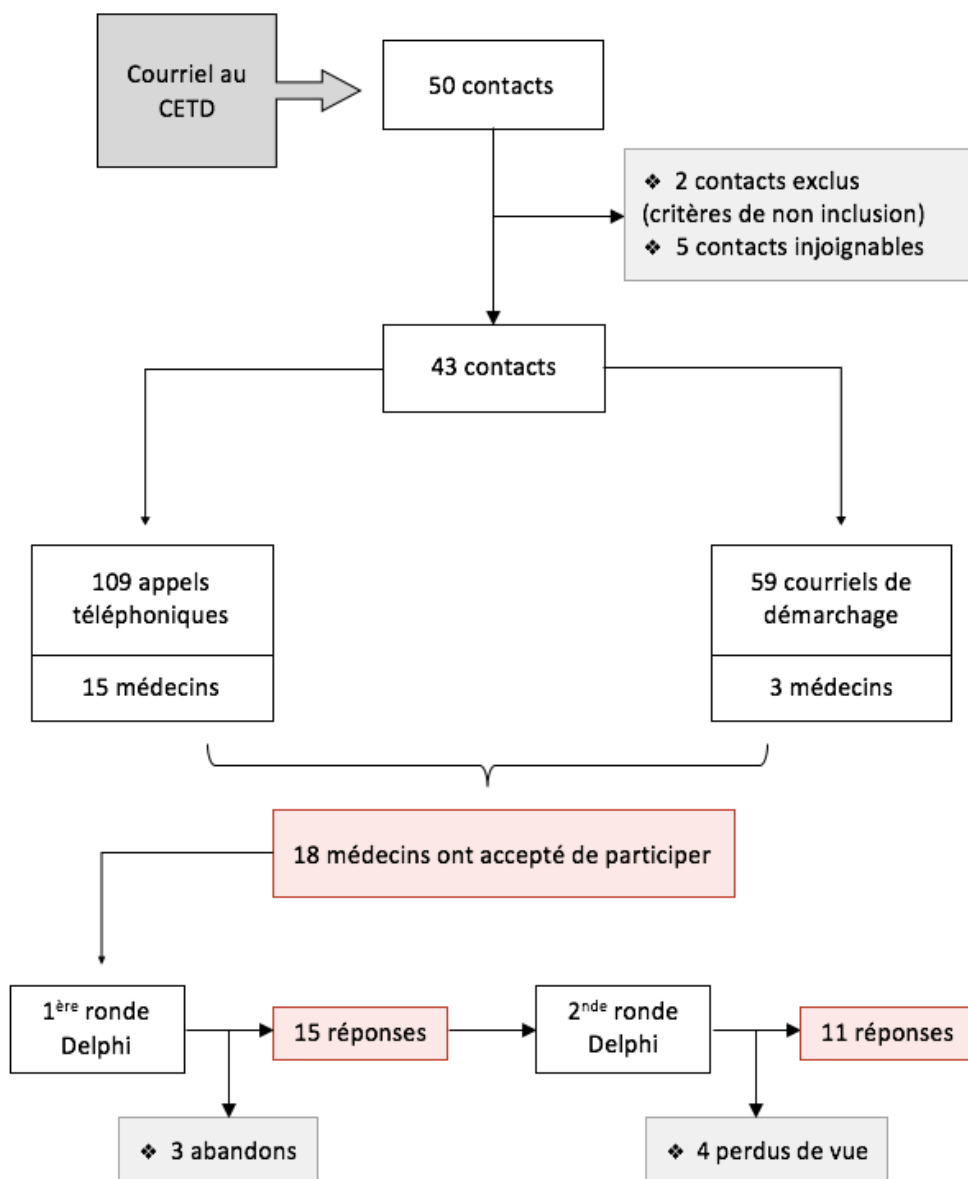 Courriel au
CETD
50 contacts
❖ 2 contacts exclus
(critères de non inclusion)
❖ 5 contacts injoignables
43 contacts
109 appels
téléphoniques
15 médecins
59 courriels de
démarchage
3 médecins
18 médecins ont accepté de participer
1ère ronde
Delphi
15 réponses
2nde ronde
Delphi
11 réponses
❖ 3 abandons
❖ 4 perdus de vue